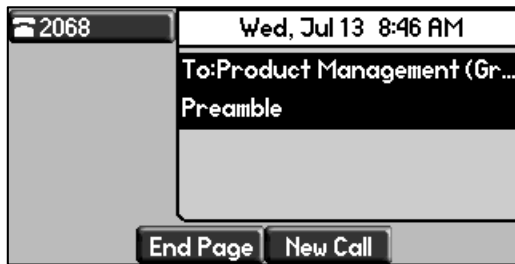 2068
Wed, Jul 13 8:46 AM
To:Product Management (Gr...
Preamble
End Page
New Call